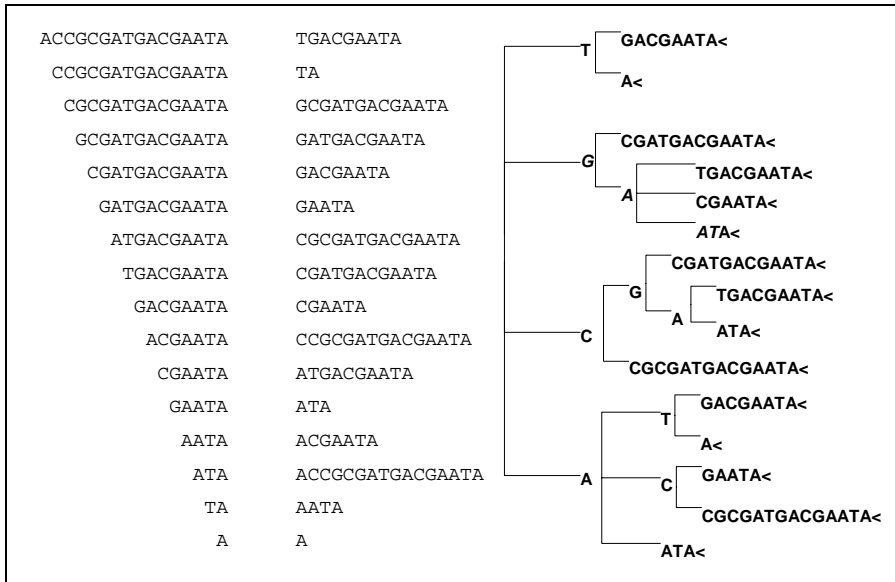 ACCGCGATGACGAATA TGACGAATA
CCGCGATGACGAATA TA
CGCGATGACGAATA GCGATGACGAATA
GCGATGACGAATA GATGACGAATA
CGATGACGAATA GACGAATA
GATGACGAATA GAATA
ATGACGAATA CGCGATGACGAATA
TGACGAATA CGATGACGAATA
GACGAATA CGAATA
ACGAATA CCGCGATGACGAATA
CGAATA ATGACGAATA
GAATA ATA
AATA ACGAATA
ATA ACCGCGATGACGAATA
TA AATA
A A
T
GACGAATA<
A<
G
CGATGACGAATA<
A
TGACGAATA<
CGAATA<
ATA<
C
G
CGATGACGAATA<
A
TGACGAATA<
ATA<
CGCGATGACGAATA<
A
T
GACGAATA<
A<
C
GAATA<
CGCGATGACGAATA<
ATA<